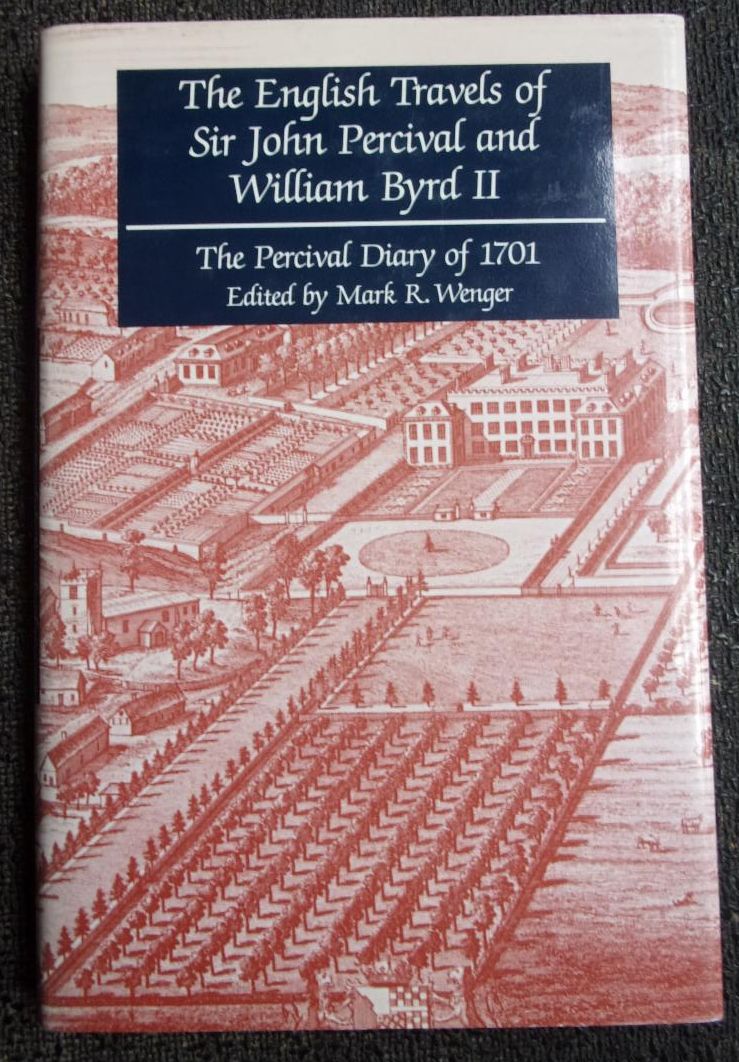 The English Travels of
Sir John Percival and
William Byrd II
The Percival Diary of 1701
Edited by Mark R. Wenger